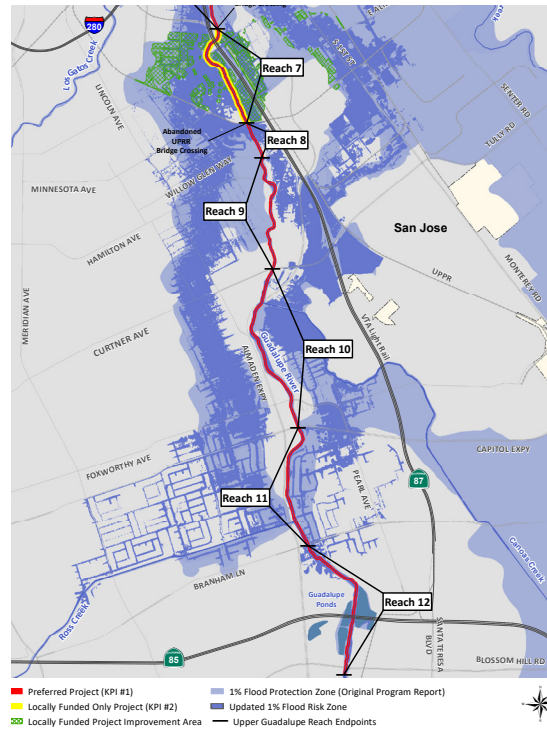 280
Los Gatos Creek
LINCOLN AVE
Bridge Crossing
Reach 7
SENTER RD
TULLY RD
Abandoned
UPRR
Bridge Crossing
Reach 8
WILLOW GLEN WAY
MINNESOTA AVE
Reach 9
San Jose
HAMILTON AVE
UPRR
MONTEREY RD
MERIDIAN AVE
CURTNER AVE
VTA Light Rail
Guadalupe River
Reach 10
ALMADEN EXPY
CAPITOL EXPY
FOXWORTHY AVE
PEARL AVE
87
Reach 11
Canoas Creek
BRANHAM LN
Guadalupe
Ponds
Reach 12
Ross Creek
SANTA TERESA
BLVD
85
BLOSSOM HILL RD
Preferred Project (KPI #1)
Locally Funded Only Project (KPI #2)
Locally Funded Project Improvement Area
1% Flood Protection Zone (Original Program Report)
Updated 1% Flood Risk Zone
Upper Guadalupe Reach Endpoints